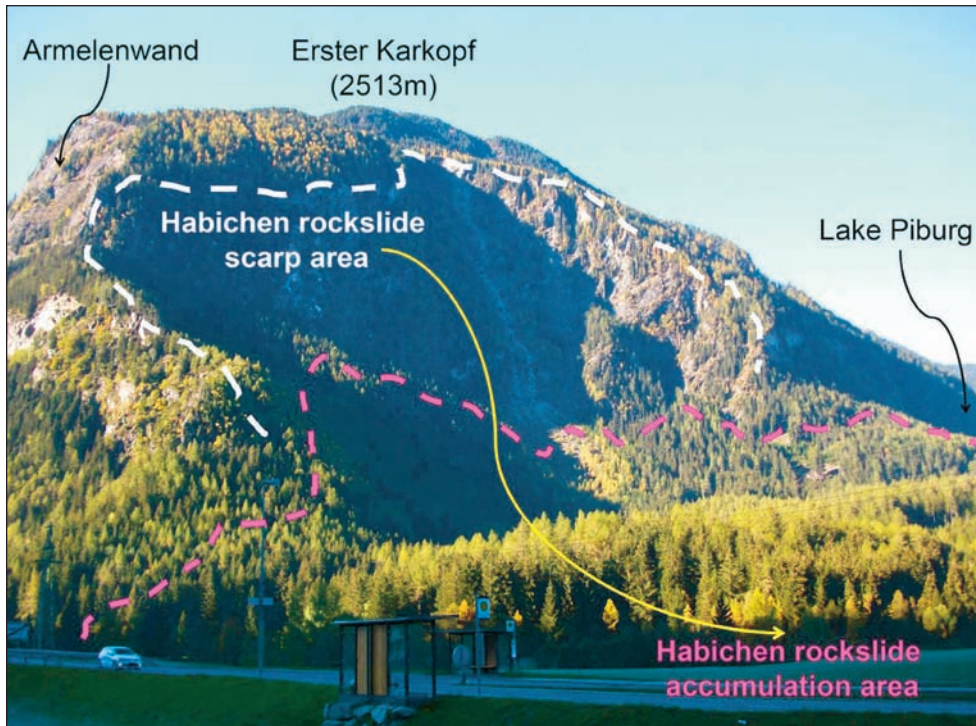 Armelenwand
Erster Karkopf
(2513m)
Habichen rockslide
scarp area
Lake Piburg
Habichen rockslide
accumulation area